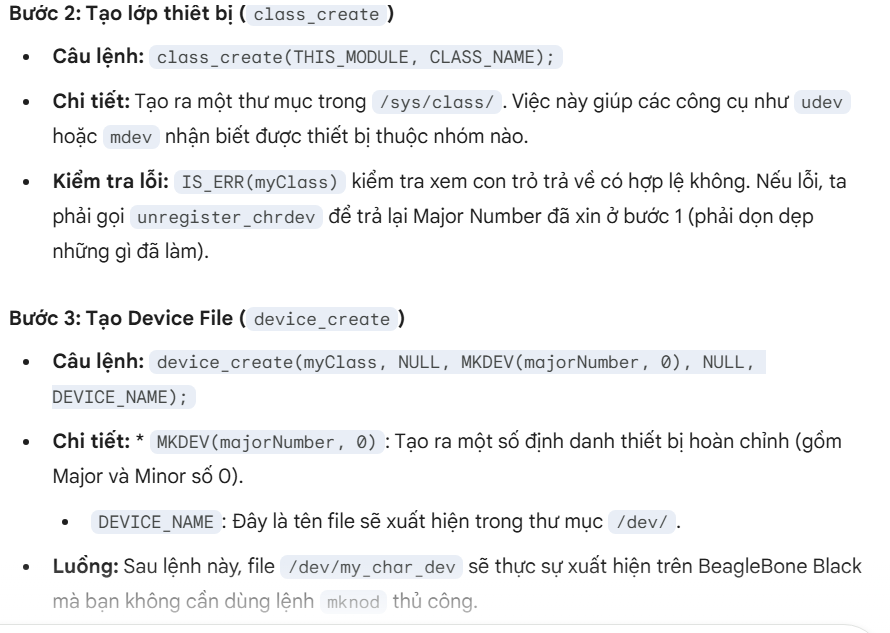 Bước 2: Tạo lớp thiết bị ( class_create )
• Câu lệnh: class_create(THIS_MODULE, CLASS_NAME);
• Chi tiết: Tạo ra một thư mục trong /sys/class/ . Việc này giúp các công cụ như udev
hoặc mdev nhận biết được thiết bị thuộc nhóm nào.
• Kiểm tra lỗi: IS_ERR(myClass) kiểm tra xem con trỏ trả về có hợp lệ không. Nếu lỗi, ta
phải gọi unregister_chrdev để trả lại Major Number đã xin ở bước 1 (phải dọn dẹp
những gì đã làm).
Bước 3: Tạo Device File ( device_create )
• Câu lệnh: device_create(myClass, NULL, MKDEV(majorNumber, 0), NULL,
DEVICE_NAME);
• Chi tiết: * MKDEV(majorNumber, 0) : Tạo ra một số định danh thiết bị hoàn chỉnh (gồm
Major và Minor số 0).
• DEVICE_NAME : Đây là tên file sẽ xuất hiện trong thư mục /dev/ .
• Luồng: Sau lệnh này, file /dev/my_char_dev sẽ thực sự xuất hiện trên BeagleBone Black
mà bạn không cần dùng lệnh mknod thủ công.